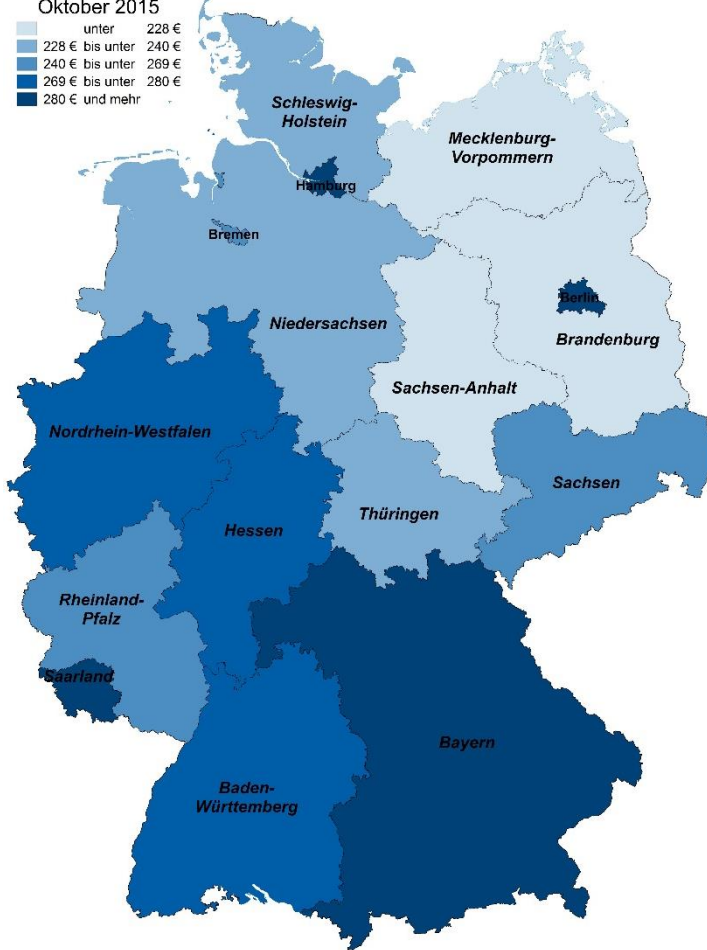 Oktober 2015
unter 228 €
228 € bis unter 240 €
240 € bis unter 269 €
269 € bis unter 280 €
280 € und mehr
Schleswig-
Holstein
Mecklenburg-
Vorpommern
Hamburg
Bremen
Berlin
Niedersachsen
Brandenburg
Sachsen-Anhalt
Nordrhein-Westfalen
Sachsen
Thüringen
Hessen
Rheinland-
Pfalz
Saarland
Bayern
Baden-
Württemberg